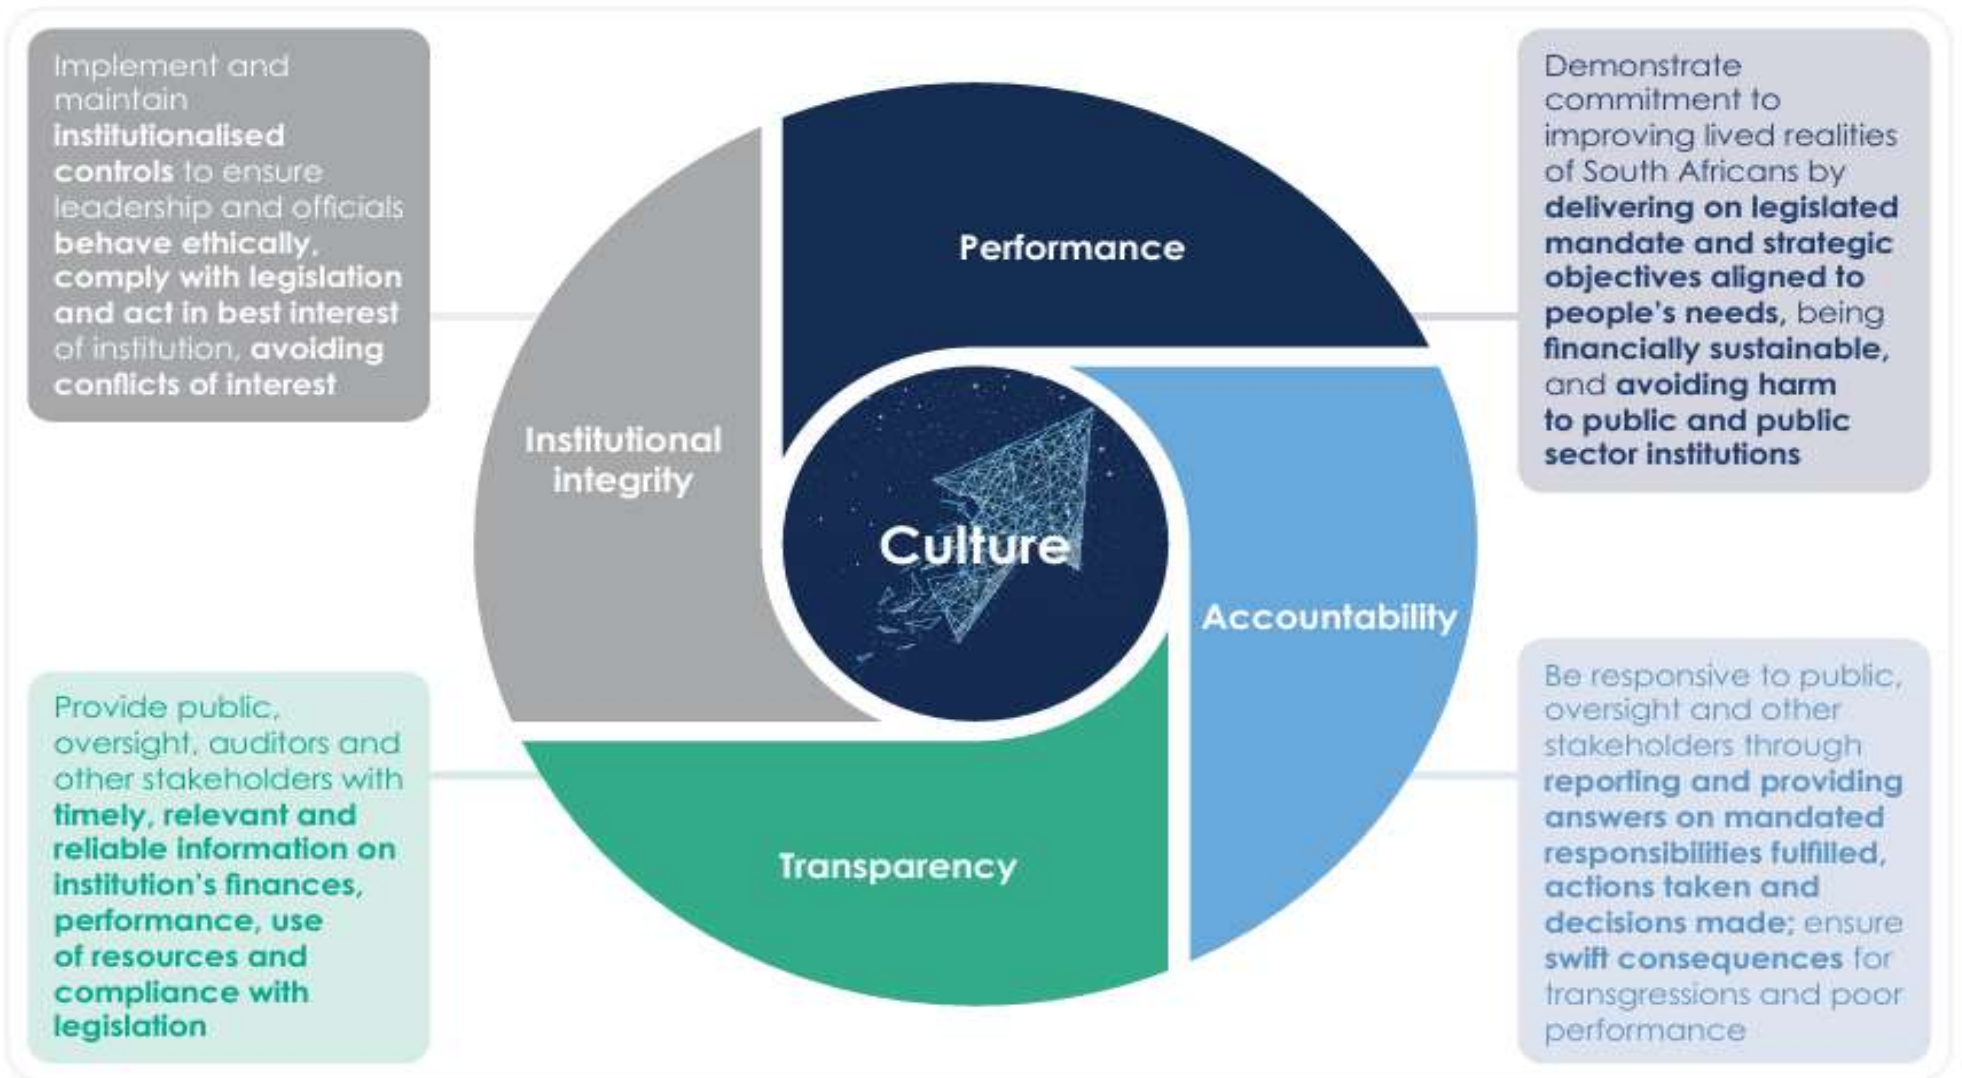 Implement and
maintain
institutionalised
controls to ensure
leadership and officials
behave ethically,
comply with legislation
and act in best interest
of institution, avoiding
conflicts of interest
Performance
Demonstrate
commitment to
improving lived realities
of South Africans by
delivering on legislated
mandate and strategic
objectives aligned to
people's needs, being
financially sustainable,
and avoiding harm
to public and public
sector institutions
Institutional
integrity
Culture
Accountability
Provide public,
oversight, auditors and
other stakeholders with
timely, relevant and
reliable information on
institution's finances,
performance, use
of resources and
compliance with
legislation
Transparency
Be responsive to public,
oversight and other
stakeholders through
reporting and providing
answers on mandated
responsibilities fulfilled,
actions taken and
decisions made; ensure
swift consequences for
transgressions and poor
performance